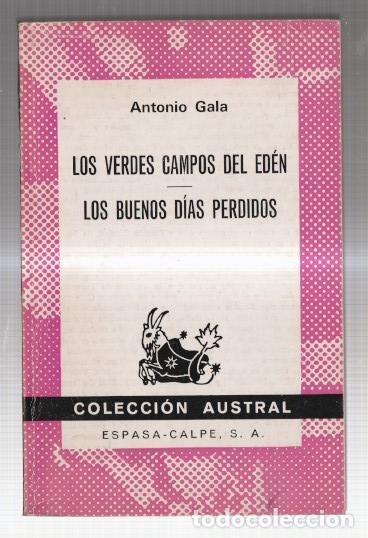 Antonio Gala
LOS VERDES CAMPOS DEL EDÉN
LOS BUENOS DÍAS PERDIDOS
COLECCIÓN AUSTRAL
ESPASA-CALPE, S. A.
todocoleccion